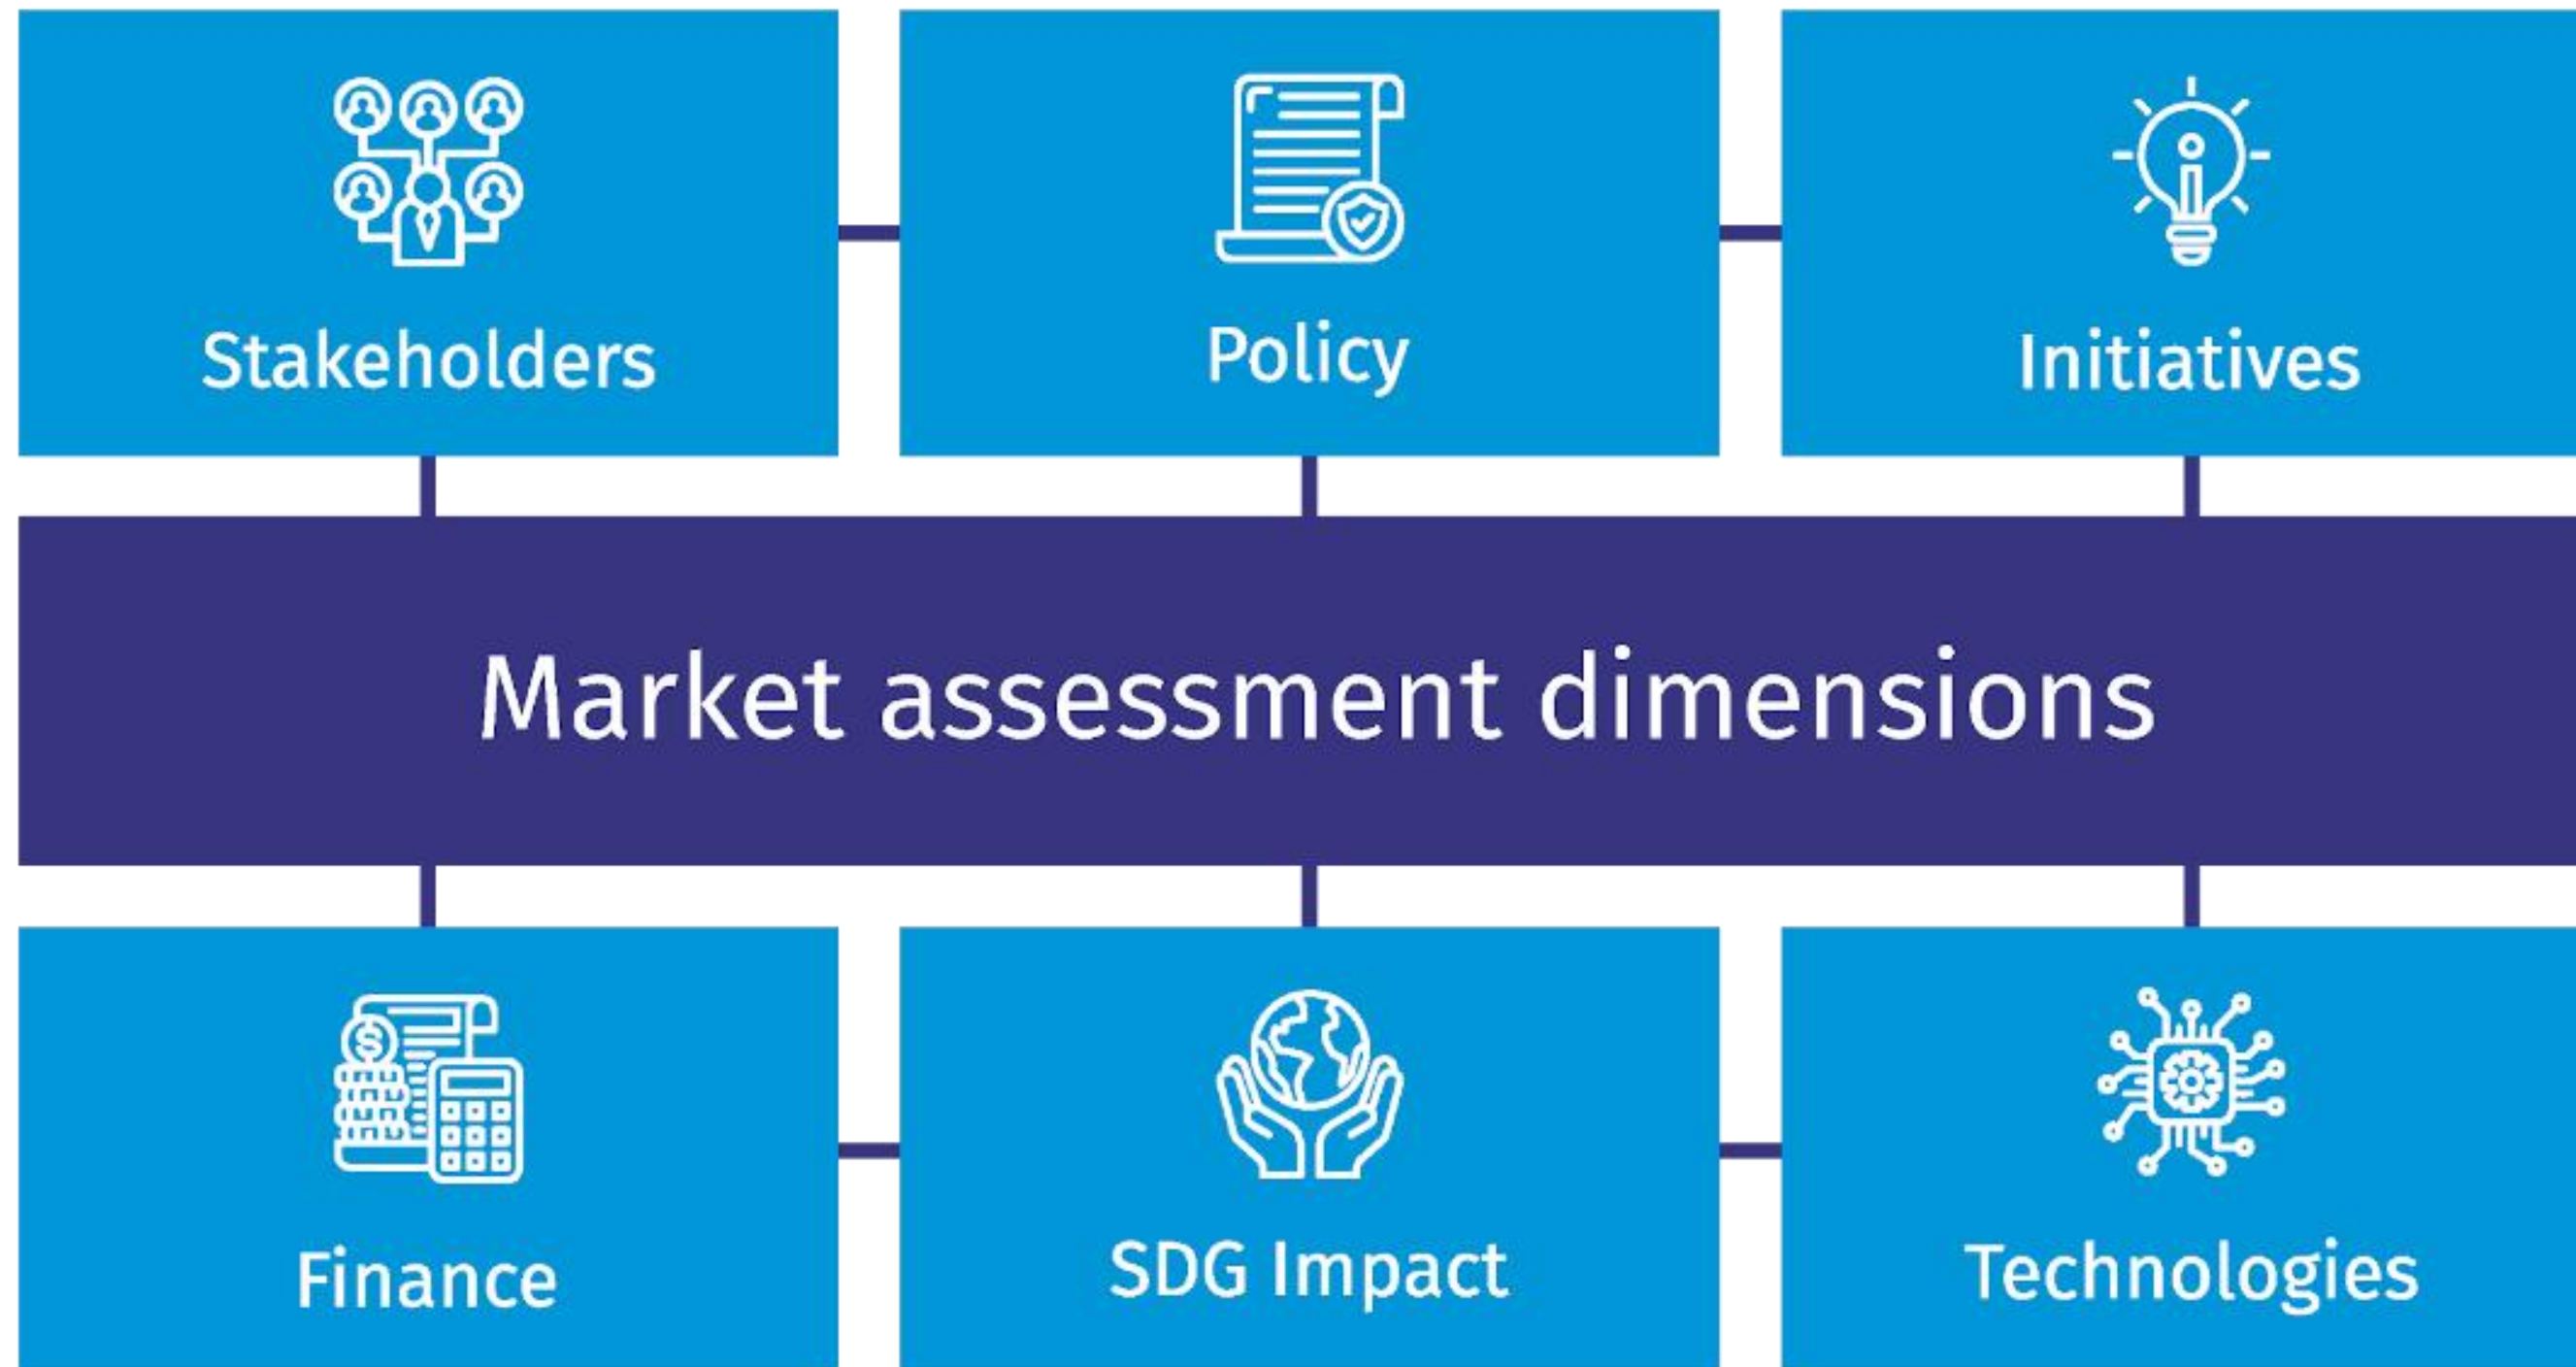 Stakeholders
Policy
Initiatives
Market assessment dimensions
Finance
SDG Impact
Technologies